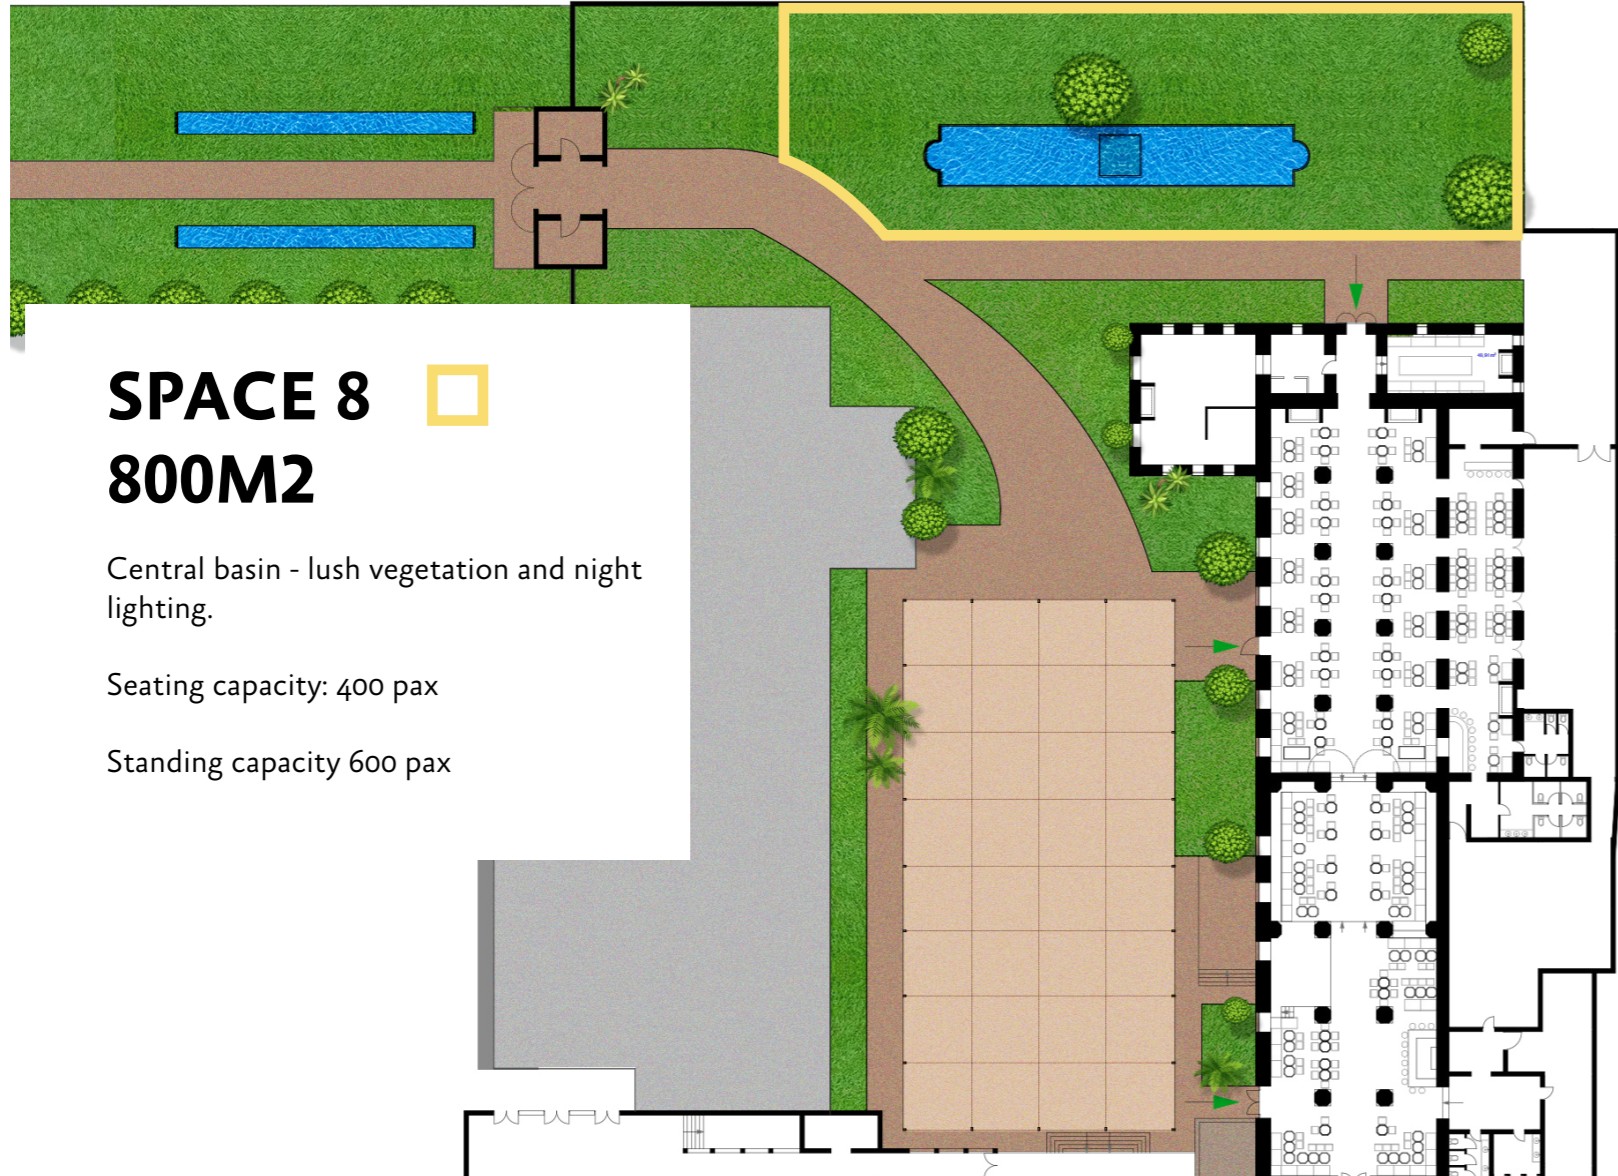 SPACE 8
800M2
Central basin - lush vegetation and night
lighting.
Seating capacity: 400 pax
Standing capacity 600 pax